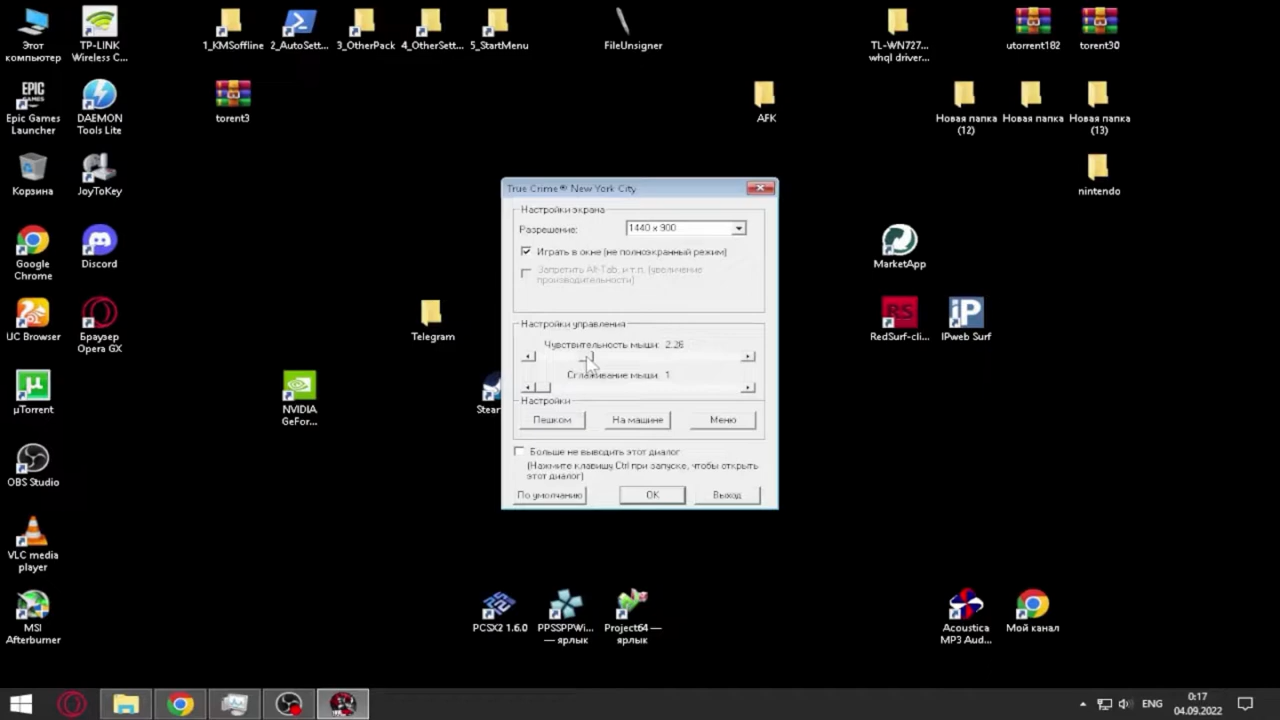 Этот компьютер
TP-LINK Wireless C...
1_KMSoffline
2_AutoSett...
3_OtherPack
4_OtherSett...
5_StartMenu
FileUnsigner
TL-WN727... whql driver...
utorrent182
torent30
EPIC GAMES
Epic Games Launcher
DAEMON Tools Lite
torent3
AFK
Новая папка (12)
Новая папка
Новая папка (13)
Корзина
JoyToKey
nintendo
True Crime® New York City
Настройки экрана
Разрешение:
1440 x 900
Играть в окне (не полноэкранный режим)
Запретить Alt-Tab, и т.п. (увеличение
производительности)
Google Chrome
Discord
MarketApp
UC Browser
Браузер Opera GX
Telegram
RS
RedSurf-cli...
iP
IPweb Surf
Настройки управления
Чувствительность мыши: 2.28
Сглаживание мыши: 1
Настройки
Пешком
На машине
Меню
µTorrent
NVIDIA GeFor...
Steam
Больше не выводить этот диалог
(Нажмите клавишу Ctrl при запуске, чтобы открыть
этот диалог)
По умолчанию
OK
Выход
OBS Studio
VLC media player
MSI Afterburner
PCSX2 1.6.0
PPSSPPWi... — ярлык
Project64 — ярлык
Acoustica MP3 Aud...
Мой канал
ENG
0:17
04.09.2022